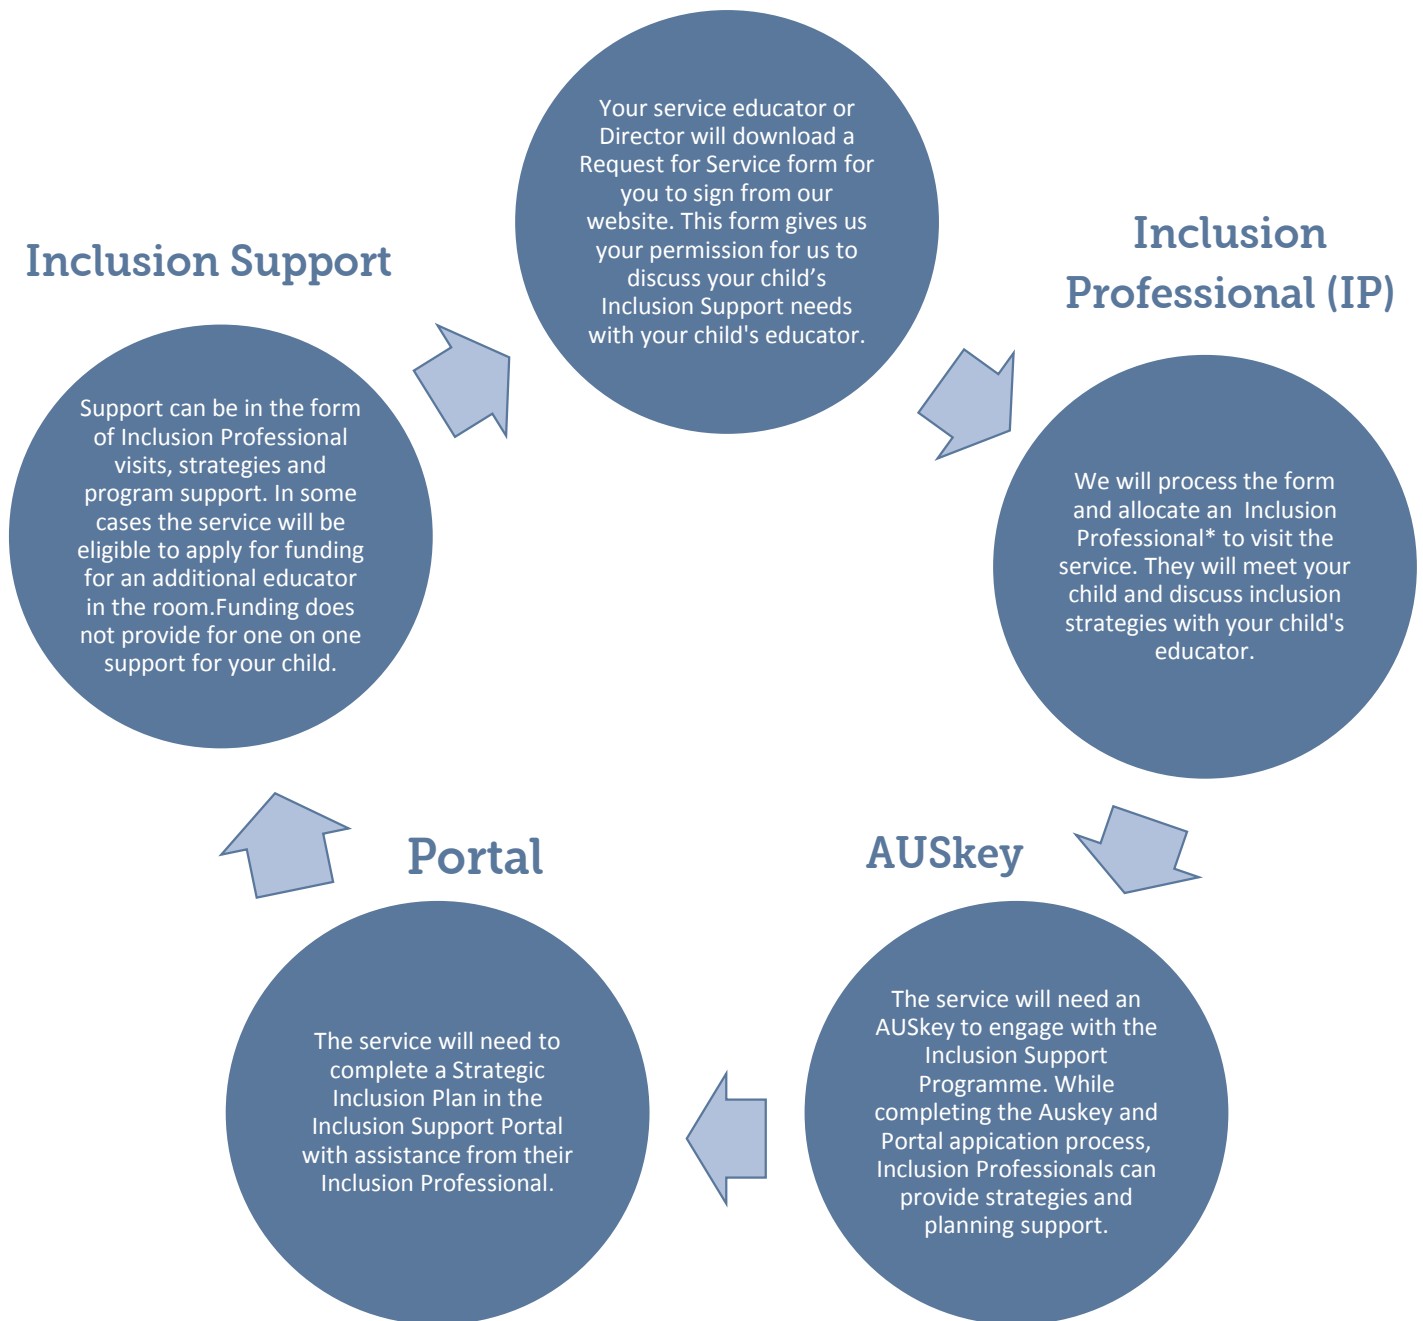 Your service educator or
Director will download a
Request for Service form for
you to sign from our
website. This form gives us
your permission for us to
discuss your child’s
Inclusion Support needs
with your child's educator.
Inclusion
Professional (IP)
We will process the form
and allocate an  Inclusion
Professional* to visit the
service. They will meet your
child and discuss inclusion
strategies with your child's
educator.
AUSkey
The service will need an
AUSkey to engage with the
Inclusion Support
Programme. While
completing the Auskey and
Portal appication process,
Inclusion Professionals can
provide strategies and
planning support.
Portal
The service will need to
complete a Strategic
Inclusion Plan in the
Inclusion Support Portal
with assistance from their
Inclusion Professional.
Inclusion Support
Support can be in the form
of Inclusion Professional
visits, strategies and
program support. In some
cases the service will be
eligible to apply for funding
for an additional educator
in the room.Funding does
not provide for one on one
support for your child.